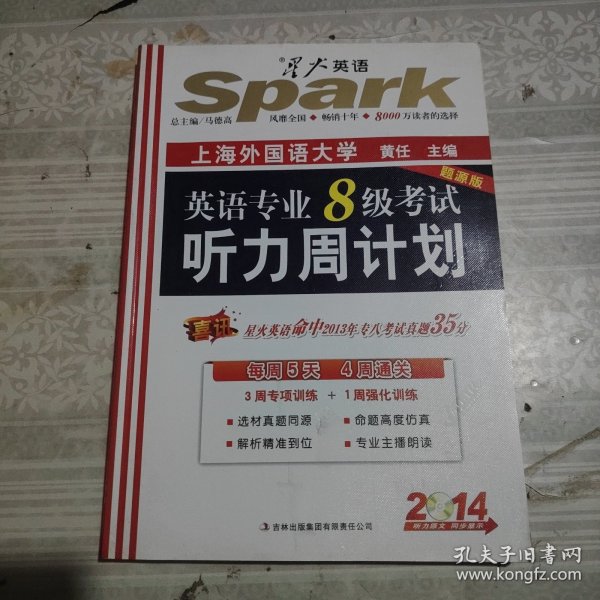 ®星火英语
Spark
总主编/马德高 风靡全国◆畅销十年◆8000万读者的选择
上海外国语大学 黄任 主编
题源版
英语专业8级考试
听力周计划
喜讯 星火英语命中2013年专八考试真题35分
每周5天 4周通关
3周专项训练 + 1周强化训练
▪选材真题同源 ▪命题高度仿真
▪解析精准到位 ▪专业主播朗读
2014
听力原文 同步显示
吉林出版集团有限责任公司
孔夫子旧书网
www.kongfz.com